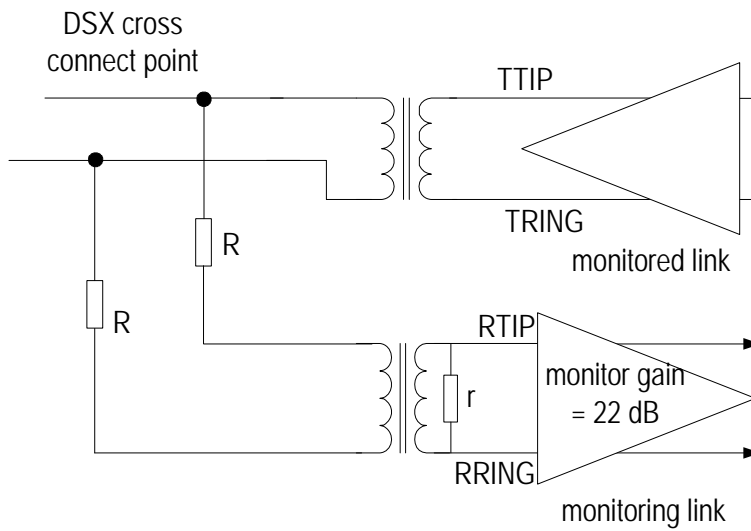 DSX cross
connect point
TTIP
TRING
monitored link
R
R
RTIP
monitor gain
= 22 dB
r
RRING
monitoring link